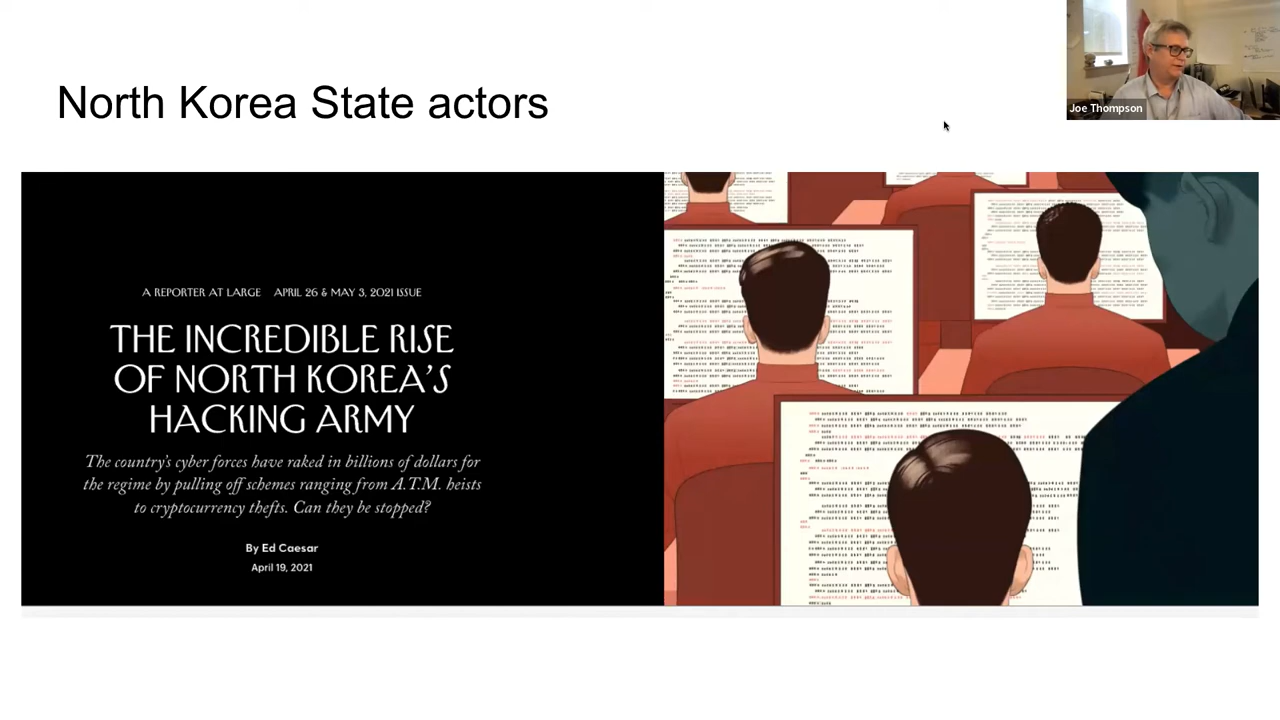 North Korea State actors
Joe Thompson
A REPORTER AT LARGE APRIL 26 & MAY 3, 2021 ISSUE
THE INCREDIBLE RISE
OF NORTH KOREA'S
HACKING ARMY
The country's cyber forces have raked in billions of dollars for
the regime by pulling off schemes ranging from A.T.M. heists
to cryptocurrency thefts. Can they be stopped?
By Ed Caesar
April 19, 2021